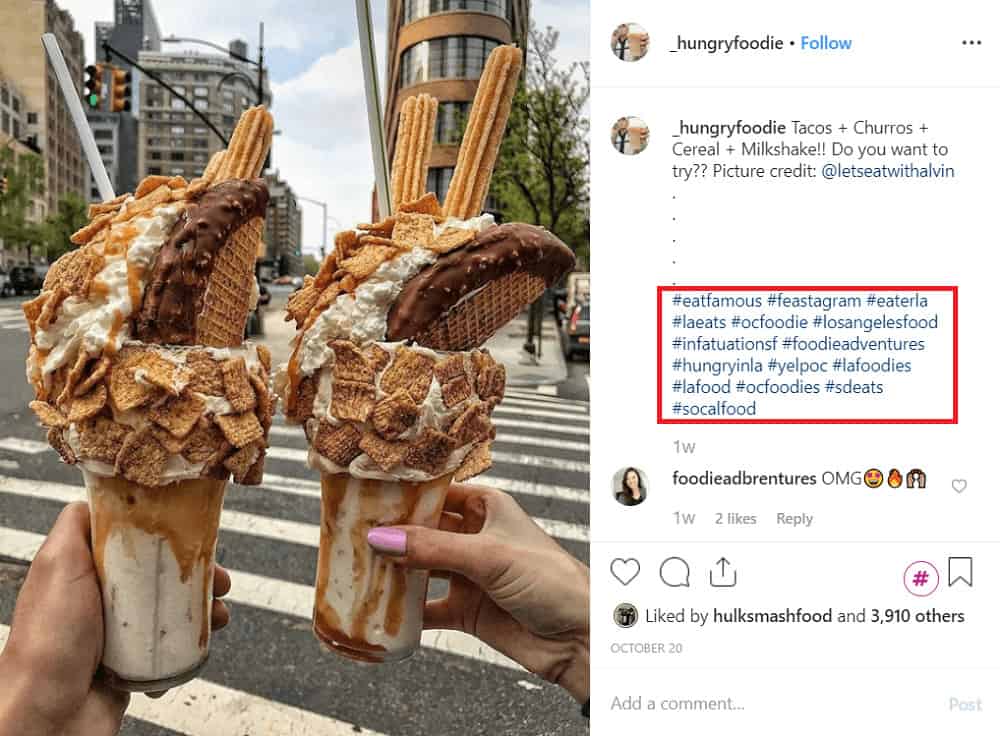 _hungryfoodie • Follow
_hungryfoodie Tacos + Churros +
Cereal + Milkshake!! Do you want to
try?? Picture credit: @letseatwithalvin
.
.
.
.
.
#eatfamous #feastagram #eaterla
#laeats #ocfoodie #losangelesfood
#infatuationsf #foodieadventures
#hungryinla #yelpoc #lafoodies
#lafood #ocfoodies #sdeats
#socalfood
1w
foodieadbrentures OMG😍🔥🙌
1w 2 likes Reply
#
Liked by hulksmashfood and 3,910 others
OCTOBER 20
Add a comment... Post